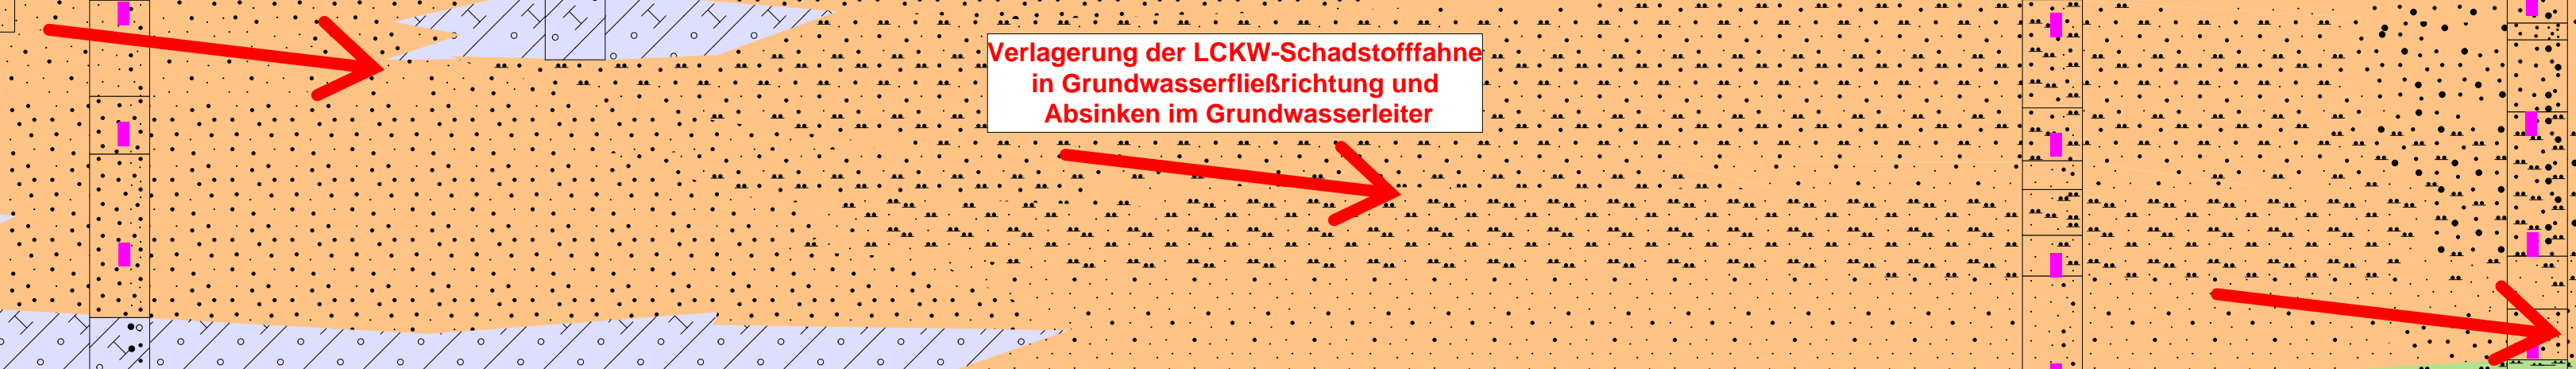 Verlagerung der LCKW-Schadstofffahne
in Grundwasserfließrichtung und
Absinken im Grundwasserleiter